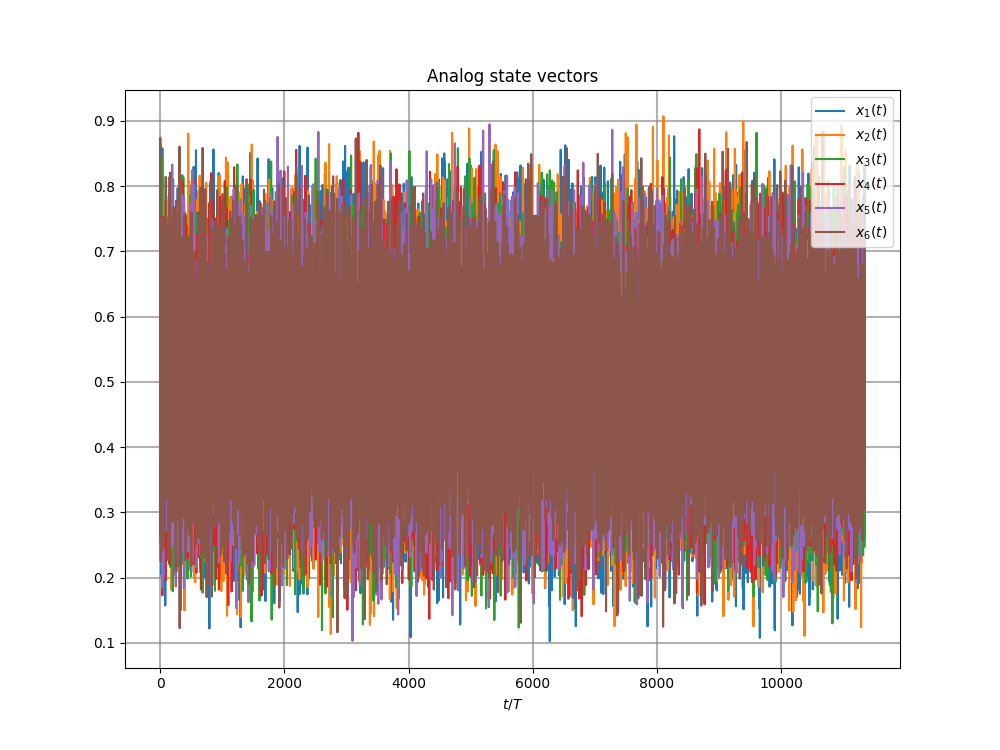 Analog state vectors
0.9
0.8
0.7
0.6
0.5
0.4
0.3
0.2
0.1
0 2000 4000 6000 8000 10000
t/T
x₁(t)
x₂(t)
x₃(t)
x₄(t)
x₅(t)
x₆(t)